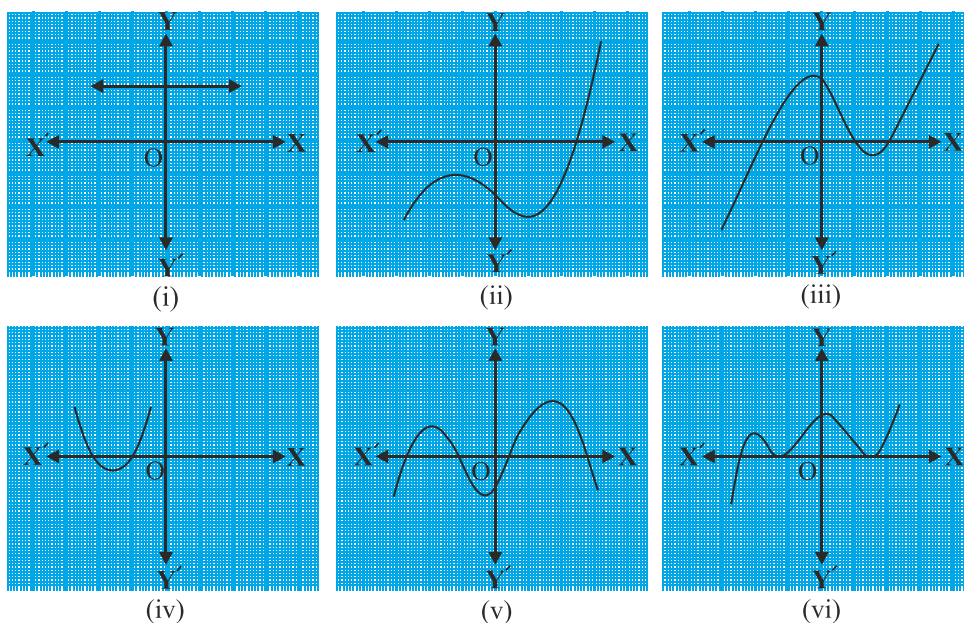 Y Y Y
X′ O X X′ O X X′ O X
Y′ Y′ Y′
(i) (ii) (iii)
Y Y Y
X′ O X X′ O X X′ O X
Y′ Y′ Y′
(iv) (v) (vi)